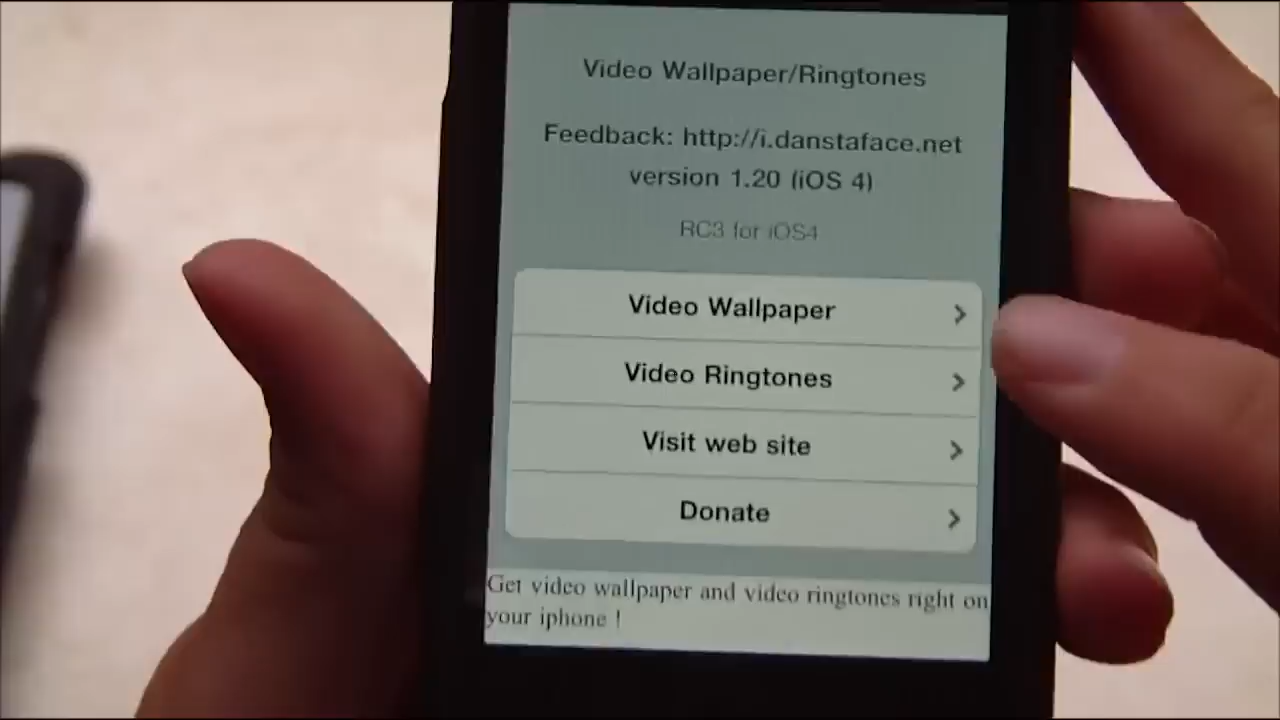 Video Wallpaper/Ringtones
Feedback: http://i.danstaface.net
version 1.20 (iOS 4)
RC3 for iOS4
Video Wallpaper
Video Ringtones
Visit web site
Donate
Get video wallpaper and video ringtones right on
your iphone !